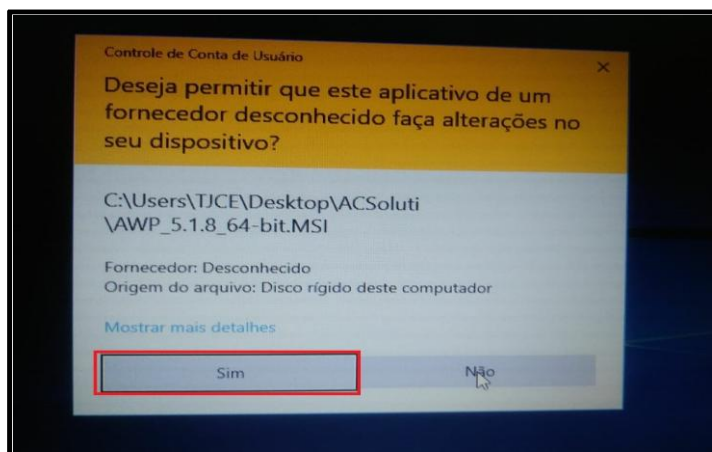 Controle de Conta de Usuário
Deseja permitir que este aplicativo de um
fornecedor desconhecido faça alterações no
seu dispositivo?
C:\Users\TJCE\Desktop\ACSoluti
\AWP_5.1.8_64-bit.MSI
Fornecedor: Desconhecido
Origem do arquivo: Disco rígido deste computador
Mostrar mais detalhes
Sim
Não